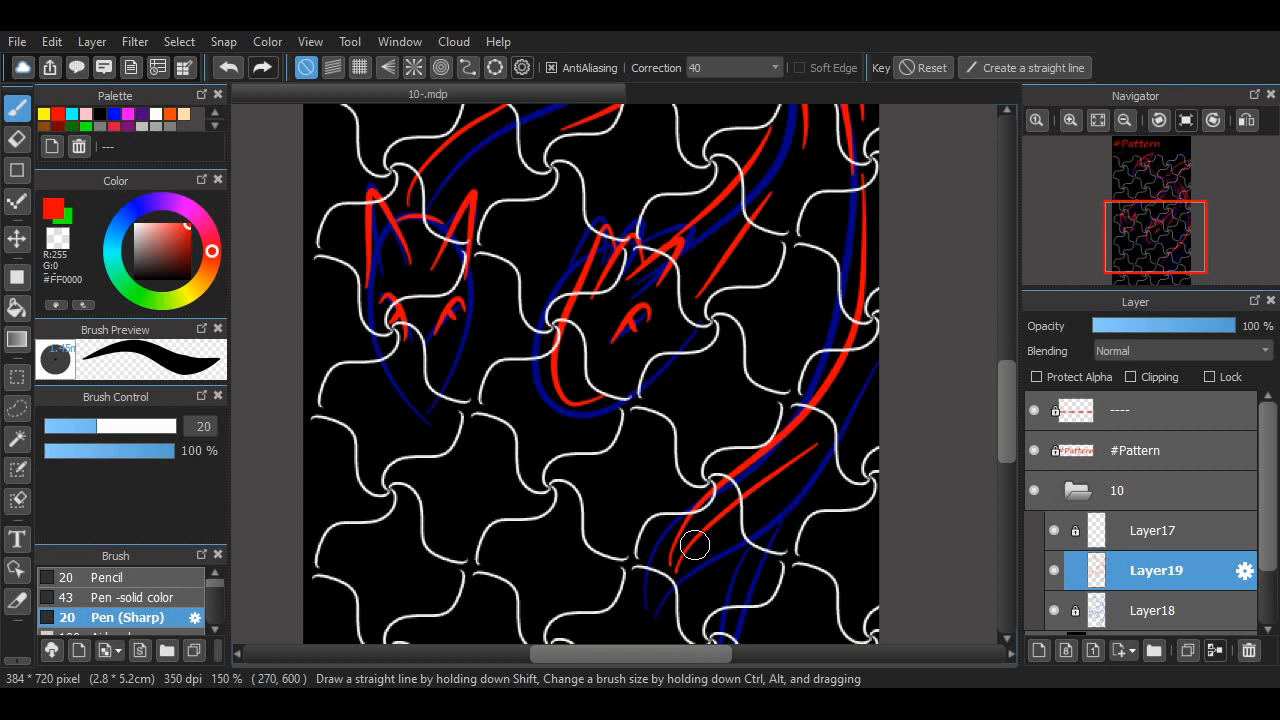 File Edit Layer Filter Select Snap Color View Tool Window Cloud Help
AntiAliasing Correction 40 Soft Edge Key Reset Create a straight line
Palette
10-.mdp
Navigator
---
#Pattern
Color
R:255
G:0
#FF0000
Layer
Opacity 100 %
Brush Preview
Blending Normal
Protect Alpha Clipping Lock
Brush Control
----
20
100 %
#Pattern
#Pattern
10
Layer17
Brush
Layer19
20 Pencil
43 Pen -solid color
20 Pen (Sharp)
Layer18
T
384 * 720 pixel (2.8 * 5.2cm) 350 dpi 150 % ( 270, 600 ) Draw a straight line by holding down Shift, Change a brush size by holding down Ctrl, Alt, and dragging